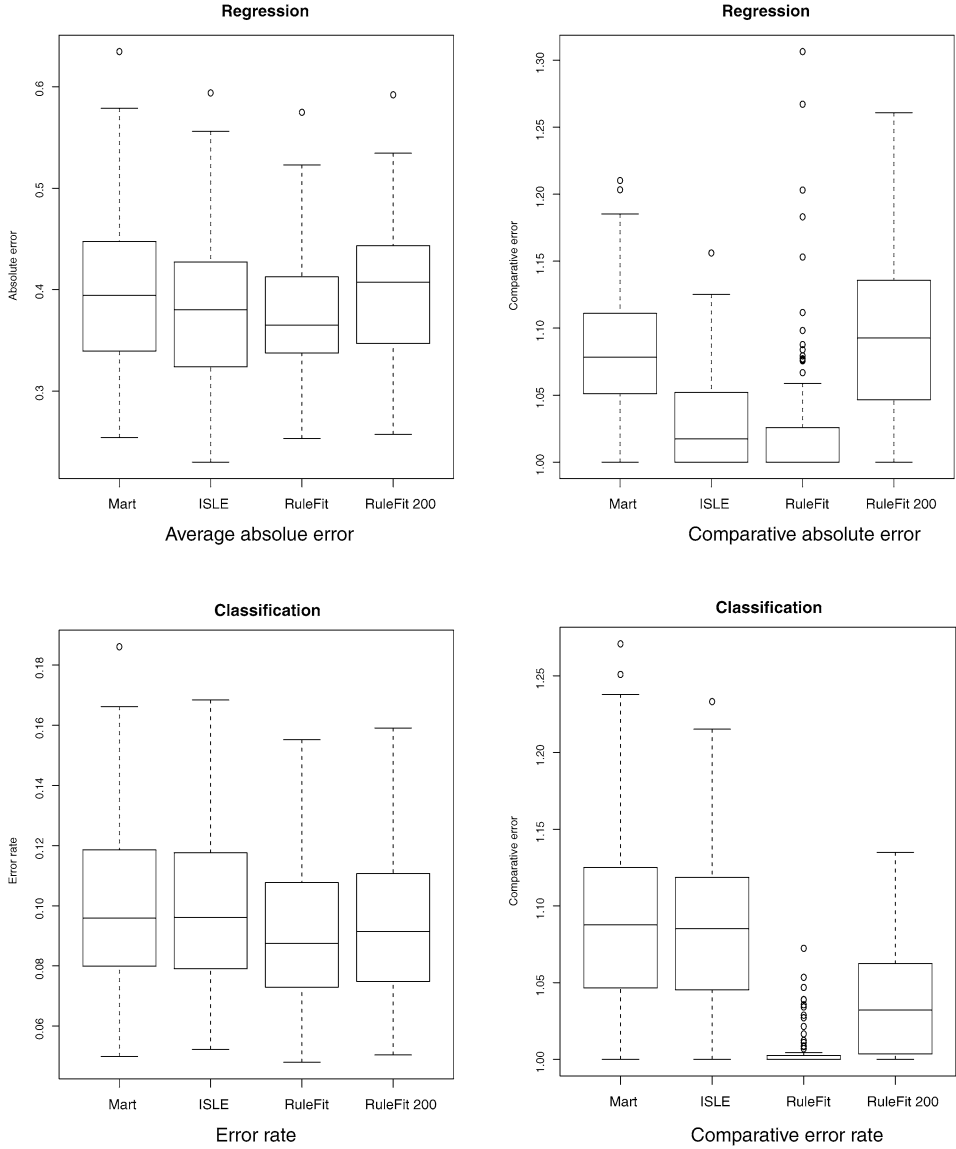 Regression
Absolute error
0.6
0.5
0.4
0.3
Mart ISLE RuleFit RuleFit 200
Average absolue error
Regression
Comparative error
1.30
1.25
1.20
1.15
1.10
1.05
1.00
Mart ISLE RuleFit RuleFit 200
Comparative absolute error
Classification
Error rate
0.18
0.16
0.14
0.12
0.10
0.08
0.06
Mart ISLE RuleFit RuleFit 200
Error rate
Classification
Comparative error
1.25
1.20
1.15
1.10
1.05
1.00
Mart ISLE RuleFit RuleFit 200
Comparative error rate